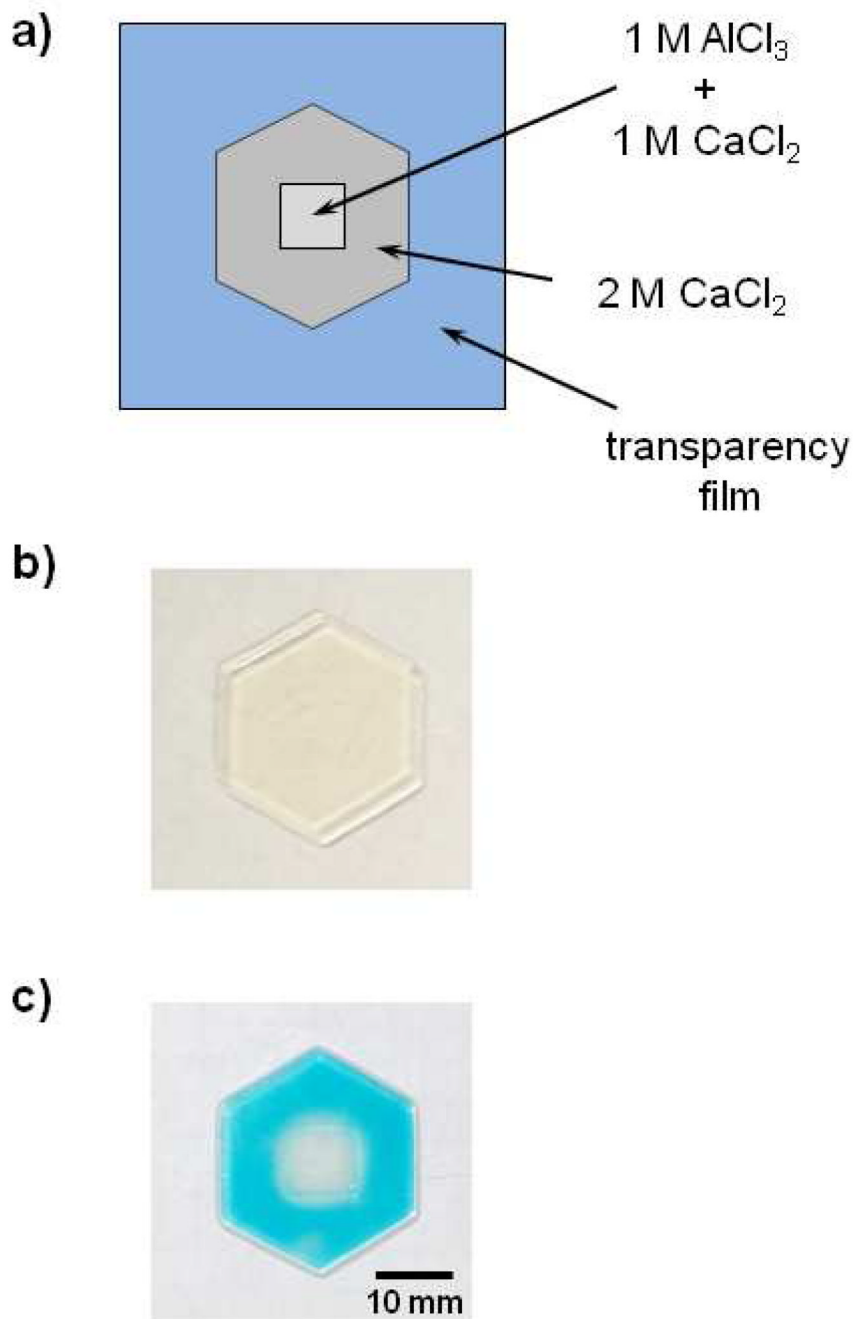 a)
1 M AlCl₃
+
1 M CaCl₂
2 M CaCl₂
transparency
film
b)
c)
10 mm